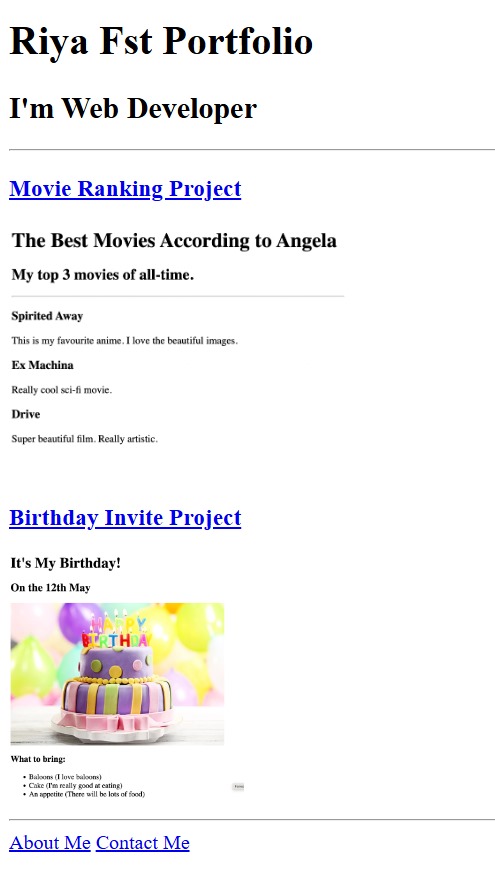 Riya Fst Portfolio
I'm Web Developer
Movie Ranking Project
The Best Movies According to Angela
My top 3 movies of all-time.
Spirited Away
This is my favourite anime. I love the beautiful images.
Ex Machina
Really cool sci-fi movie.
Drive
Super beautiful film. Really artistic.
Birthday Invite Project
It's My Birthday!
On the 12th May
HAPPY
BIRTHDAY
What to bring:
Baloons (I love baloons)
Cake (I'm really good at eating)
An appetite (There will be lots of food)
About Me Contact Me